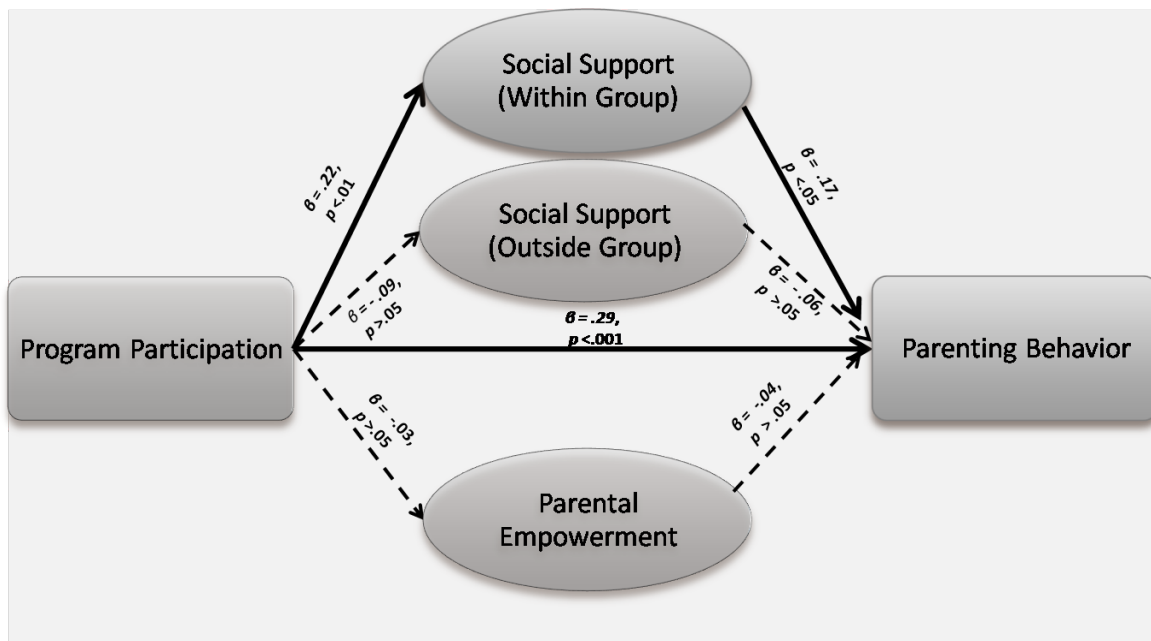 Social Support
(Within Group)
β = .22,
p <.01
β = .17,
p <.05
Social Support
(Outside Group)
β = -.09,
p >.05
β = -.06,
p >.05
β = .29,
p <.001
Program Participation
Parenting Behavior
β = -.03,
p >.05
β = -.04,
p > .05
Parental
Empowerment